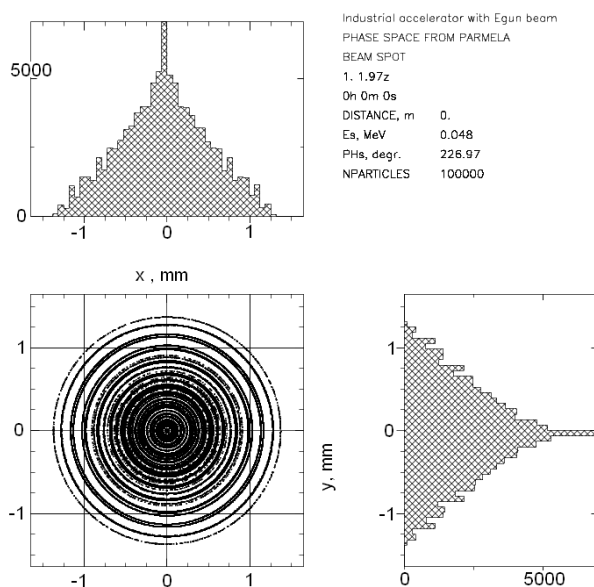 Industrial accelerator with Egun beam
PHASE SPACE FROM PARMELA
BEAM SPOT
1. 1.97z
0h 0m 0s
DISTANCE, m 0.
Es, MeV 0.048
PHs, degr. 226.97
NPARTICLES 100000
5000
0
-1 0 1
x , mm
1
0
-1
-1 0 1
y, mm
1
0
-1
0 5000